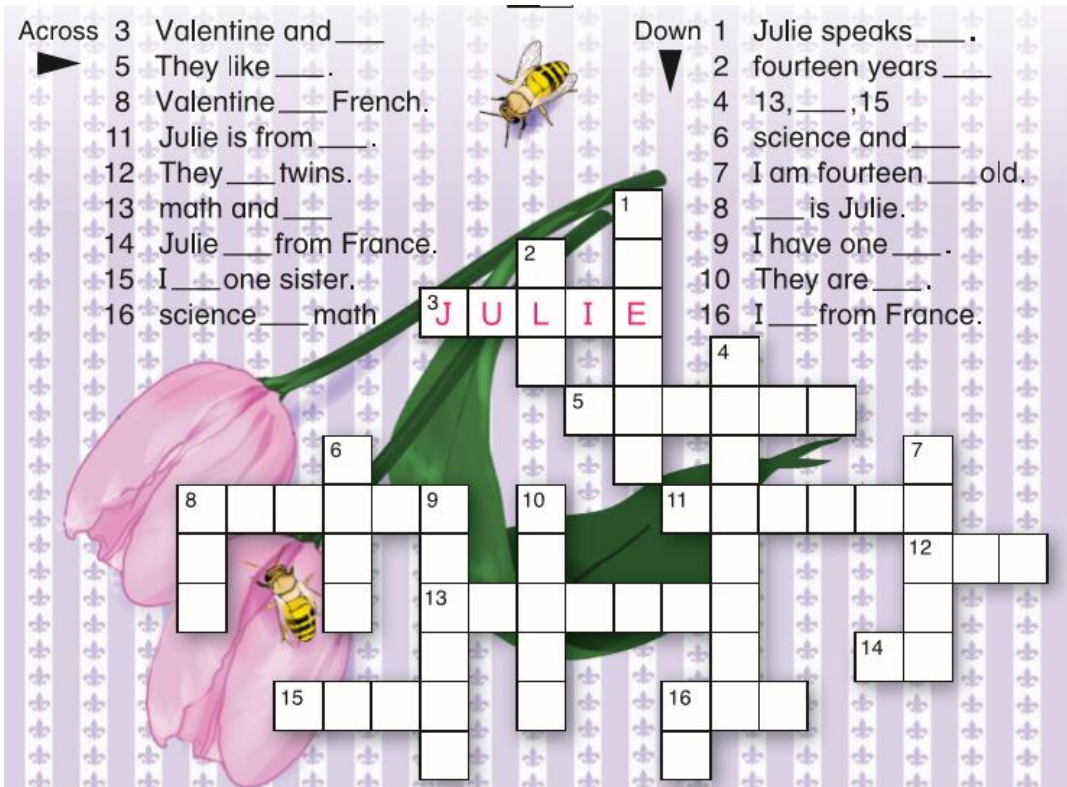 Across 3 Valentine and ___
5 They like ___.
8 Valentine ___ French.
11 Julie is from ___.
12 They ___ twins.
13 math and ___
14 Julie ___ from France.
15 I ___ one sister.
16 science ___ math
Down 1 Julie speaks ___.
2 fourteen years ___
4 13, ___, 15
6 science and ___
7 I am fourteen ___ old.
8 ___ is Julie.
9 I have one ___.
10 They are ___.
16 I ___ from France.
1
2
3 J U L I E
4
5
6
7
8
9
10
11
12
13
14
15
16